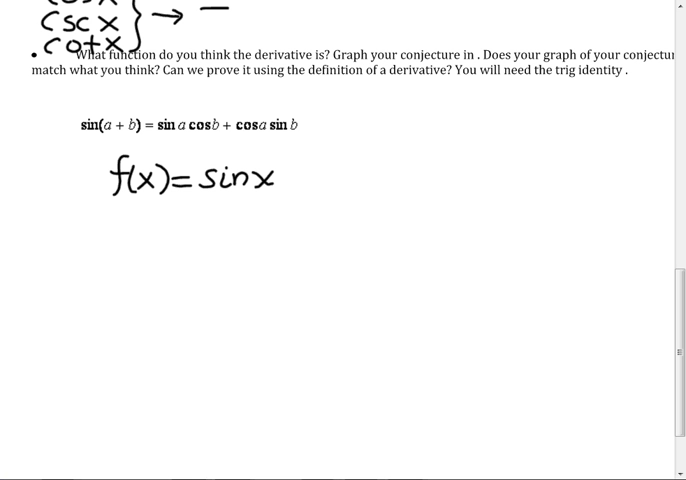 csc x } → –
cot x
• What function do you think the derivative is? Graph your conjecture in . Does your graph of your conjectur
match what you think? Can we prove it using the definition of a derivative? You will need the trig identity .
sin(a + b) = sin a cos b + cos a sin b
f(x) = sin x